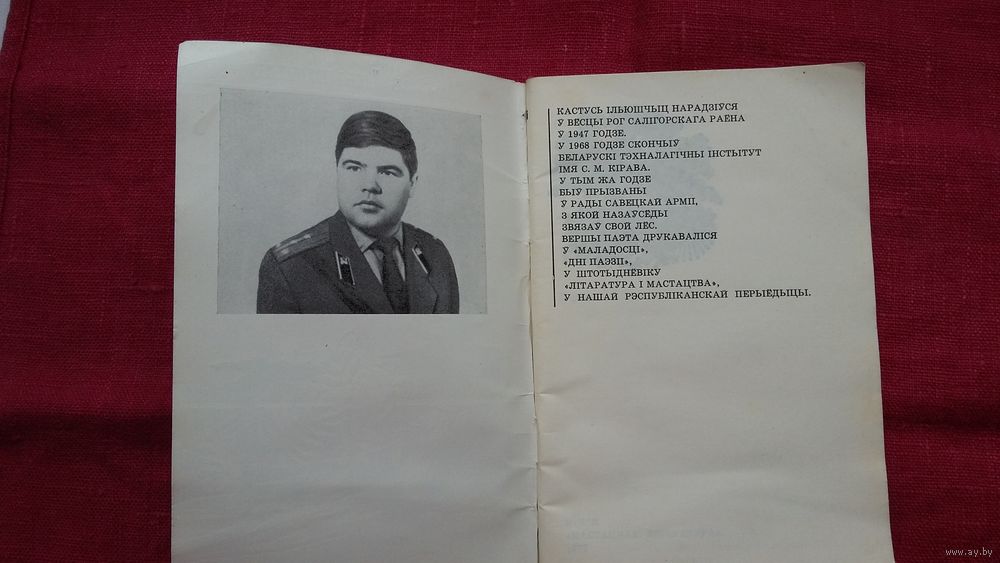 КАСТУСЬ ІЛЬЮШЧЫЦ НАРАДЗІЎСЯ
Ў ВЁСЦЫ РОГ САЛІГОРСКАГА РАЁНА
Ў 1947 ГОДЗЕ.
У 1968 ГОДЗЕ СКОНЧЫЎ
БЕЛАРУСКІ ТЭХНАЛАГІЧНЫ ІНСТЫТУТ
ІМЯ С. М. КІРАВА.
У ТЫМ ЖА ГОДЗЕ
БЫЎ ПРЫЗВАНЫ
Ў РАДЫ САВЕЦКАЙ АРМІІ,
З ЯКОЙ НАЗАЎСЁДЫ
ЗВЯЗАЎ СВОЙ ЛЁС.
ВЕРШЫ ПАЭТА ДРУКАВАЛІСЯ
Ў «МАЛАДОСЦІ»,
«ДНІ ПАЭЗІІ»,
У ШТОТЫДНЁВІКУ
«ЛІТАРАТУРА І МАСТАЦТВА»,
У НАШАЙ РЭСПУБЛІКАНСКАЙ ПЕРЫЁДЫЦЫ.
www.ay.by